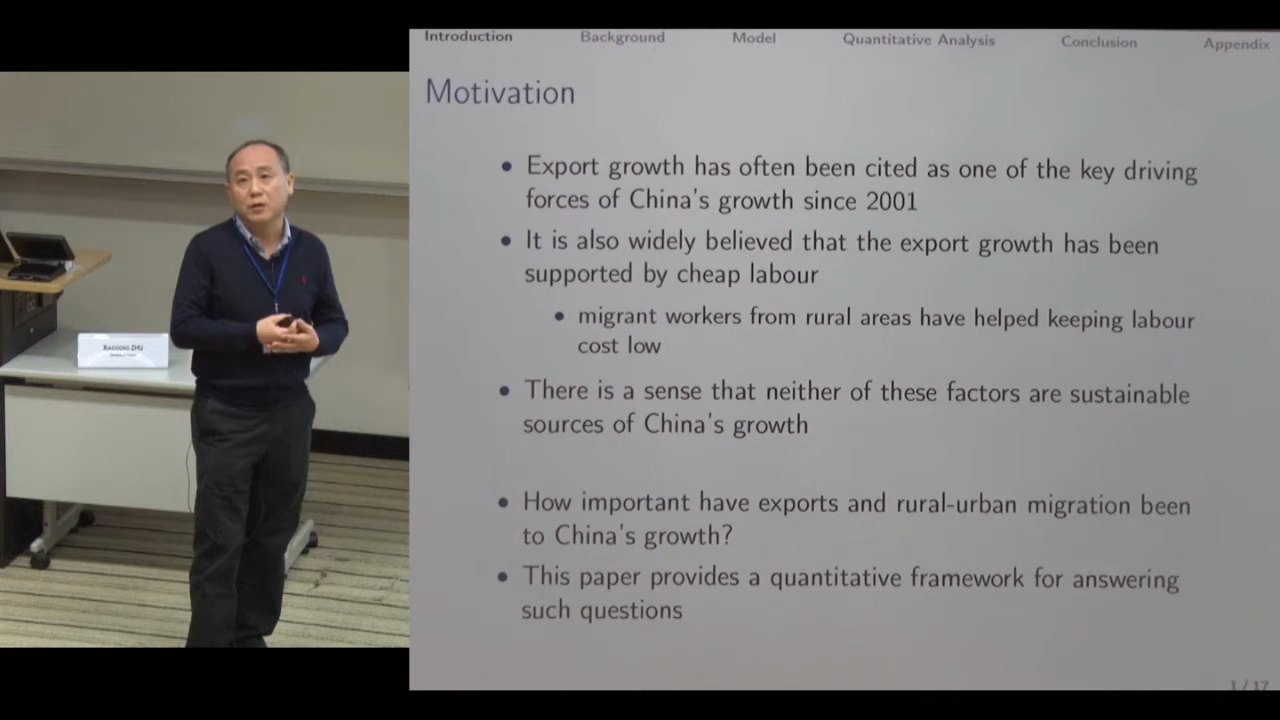 Introduction Background Model Quantitative Analysis Conclusion Appendix
Motivation
• Export growth has often been cited as one of the key driving
forces of China's growth since 2001
• It is also widely believed that the export growth has been
supported by cheap labour
• migrant workers from rural areas have helped keeping labour
cost low
• There is a sense that neither of these factors are sustainable
sources of China's growth
• How important have exports and rural-urban migration been
to China's growth?
• This paper provides a quantitative framework for answering
such questions
1 / 17
XIAODONG ZHU